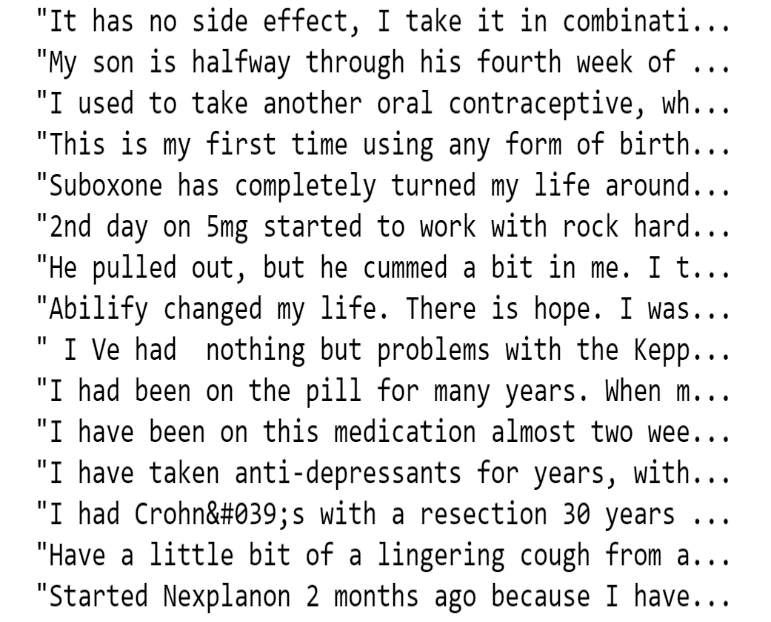 "It has no side effect, I take it in combinati...
"My son is halfway through his fourth week of ...
"I used to take another oral contraceptive, wh...
"This is my first time using any form of birth...
"Suboxone has completely turned my life around...
"2nd day on 5mg started to work with rock hard...
"He pulled out, but he cummed a bit in me. I t...
"Abilify changed my life. There is hope. I was...
" I Ve had  nothing but problems with the Kepp...
"I had been on the pill for many years. When m...
"I have been on this medication almost two wee...
"I have taken anti-depressants for years, with...
"I had Crohn&#039;s with a resection 30 years ...
"Have a little bit of a lingering cough from a...
"Started Nexplanon 2 months ago because I have...